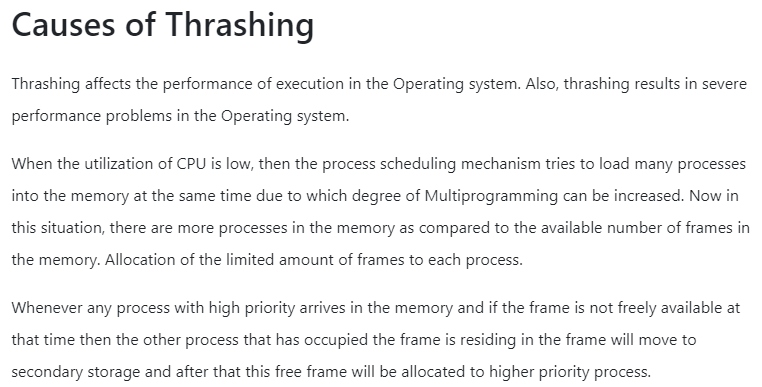 Causes of Thrashing
Thrashing affects the performance of execution in the Operating system. Also, thrashing results in severe
performance problems in the Operating system.
When the utilization of CPU is low, then the process scheduling mechanism tries to load many processes
into the memory at the same time due to which degree of Multiprogramming can be increased. Now in
this situation, there are more processes in the memory as compared to the available number of frames in
the memory. Allocation of the limited amount of frames to each process.
Whenever any process with high priority arrives in the memory and if the frame is not freely available at
that time then the other process that has occupied the frame is residing in the frame will move to
secondary storage and after that this free frame will be allocated to higher priority process.